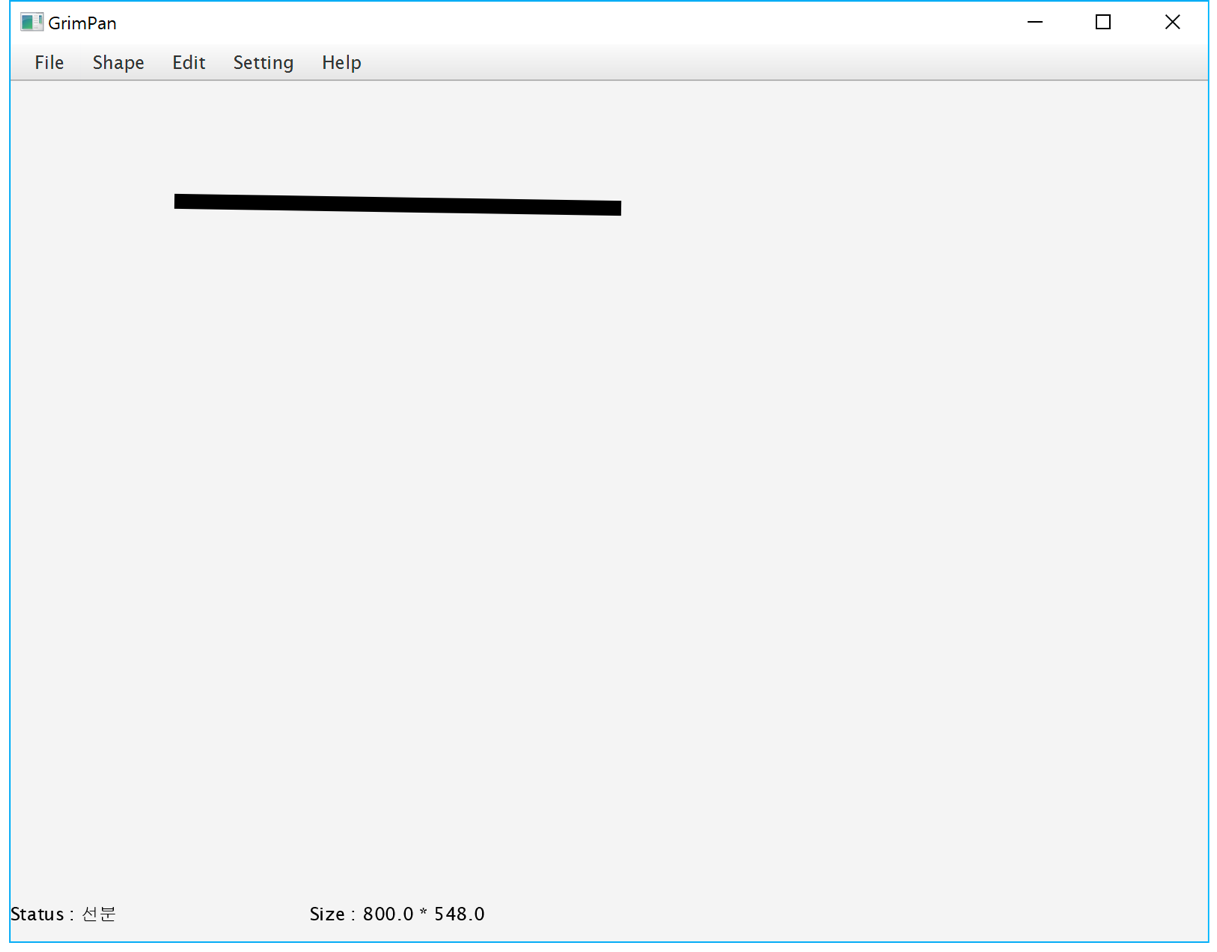 GrimPan
File Shape Edit Setting Help
Status : 선분 Size : 800.0 * 548.0